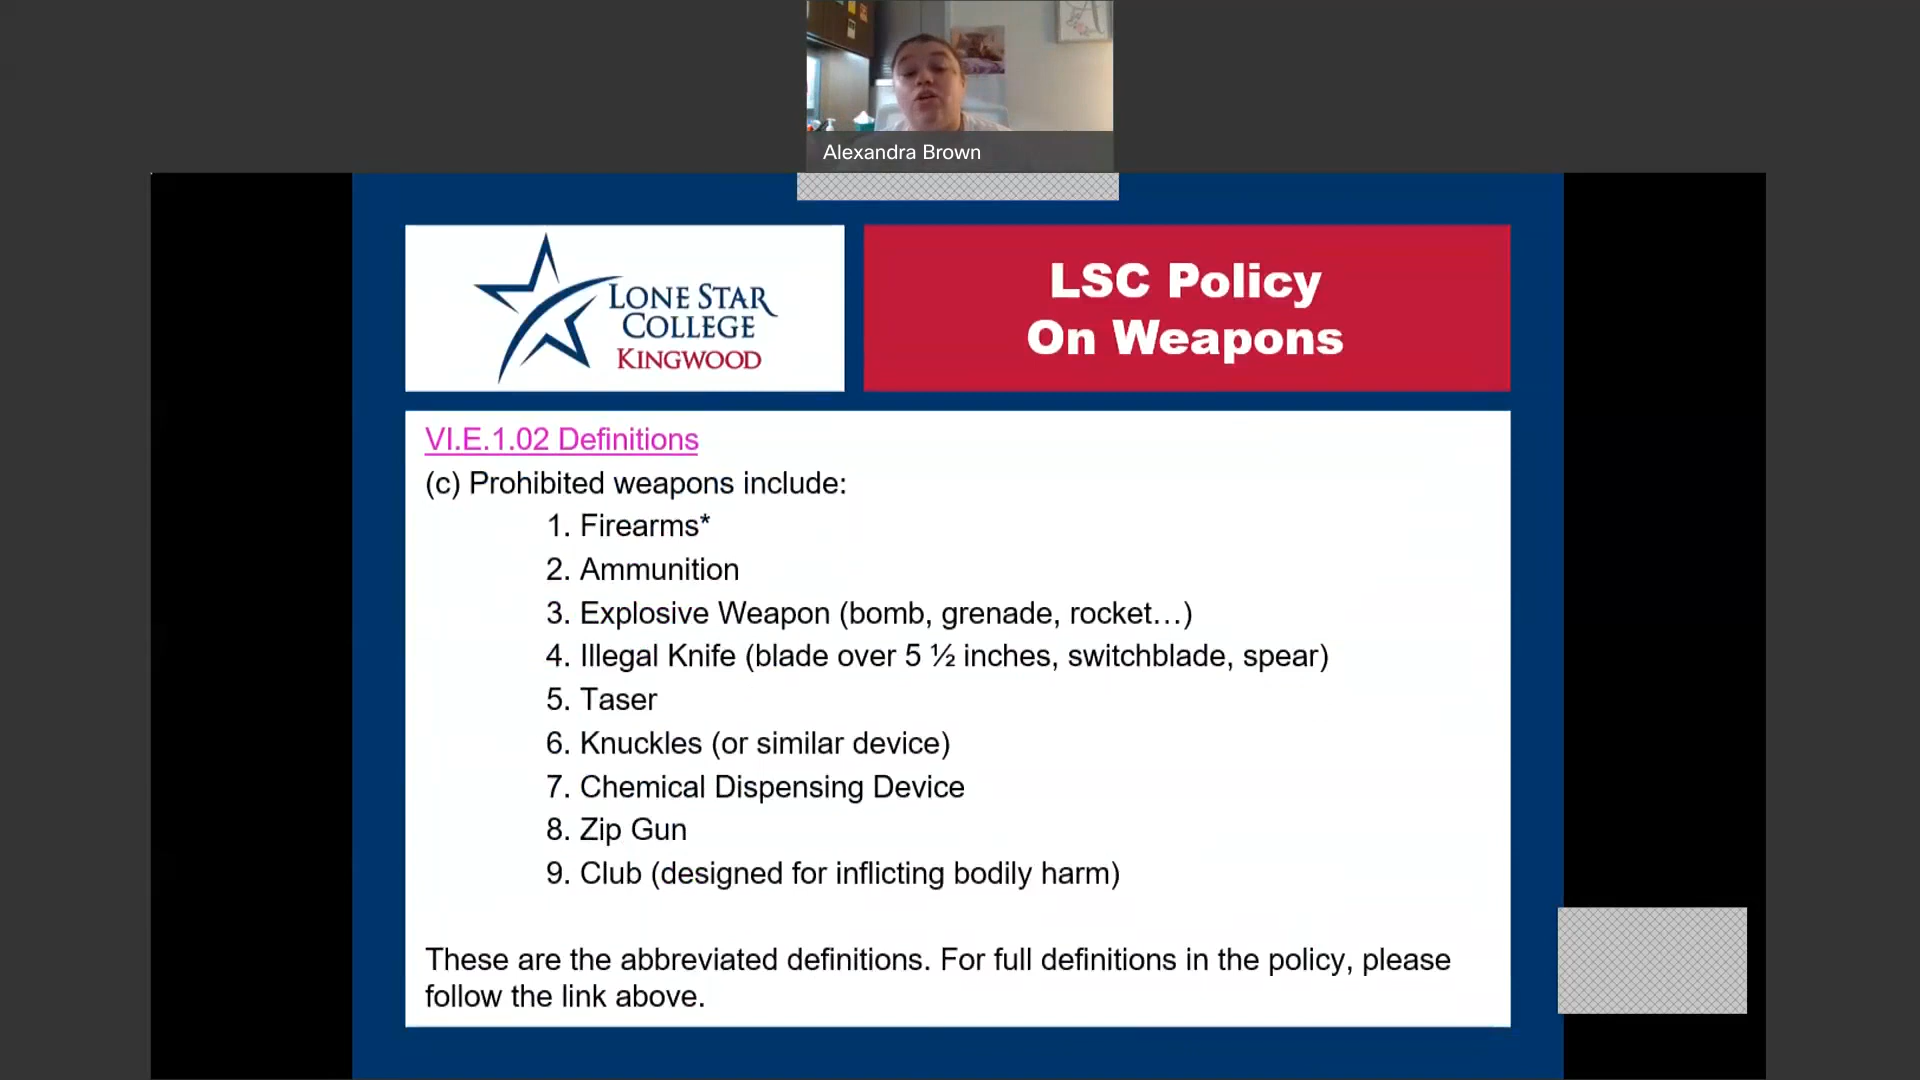 Alexandra Brown
LONE STAR
COLLEGE
KINGWOOD
LSC Policy
On Weapons
VI.E.1.02 Definitions
(c) Prohibited weapons include:
1. Firearms*
2. Ammunition
3. Explosive Weapon (bomb, grenade, rocket…)
4. Illegal Knife (blade over 5 ½ inches, switchblade, spear)
5. Taser
6. Knuckles (or similar device)
7. Chemical Dispensing Device
8. Zip Gun
9. Club (designed for inflicting bodily harm)
These are the abbreviated definitions. For full definitions in the policy, please
follow the link above.